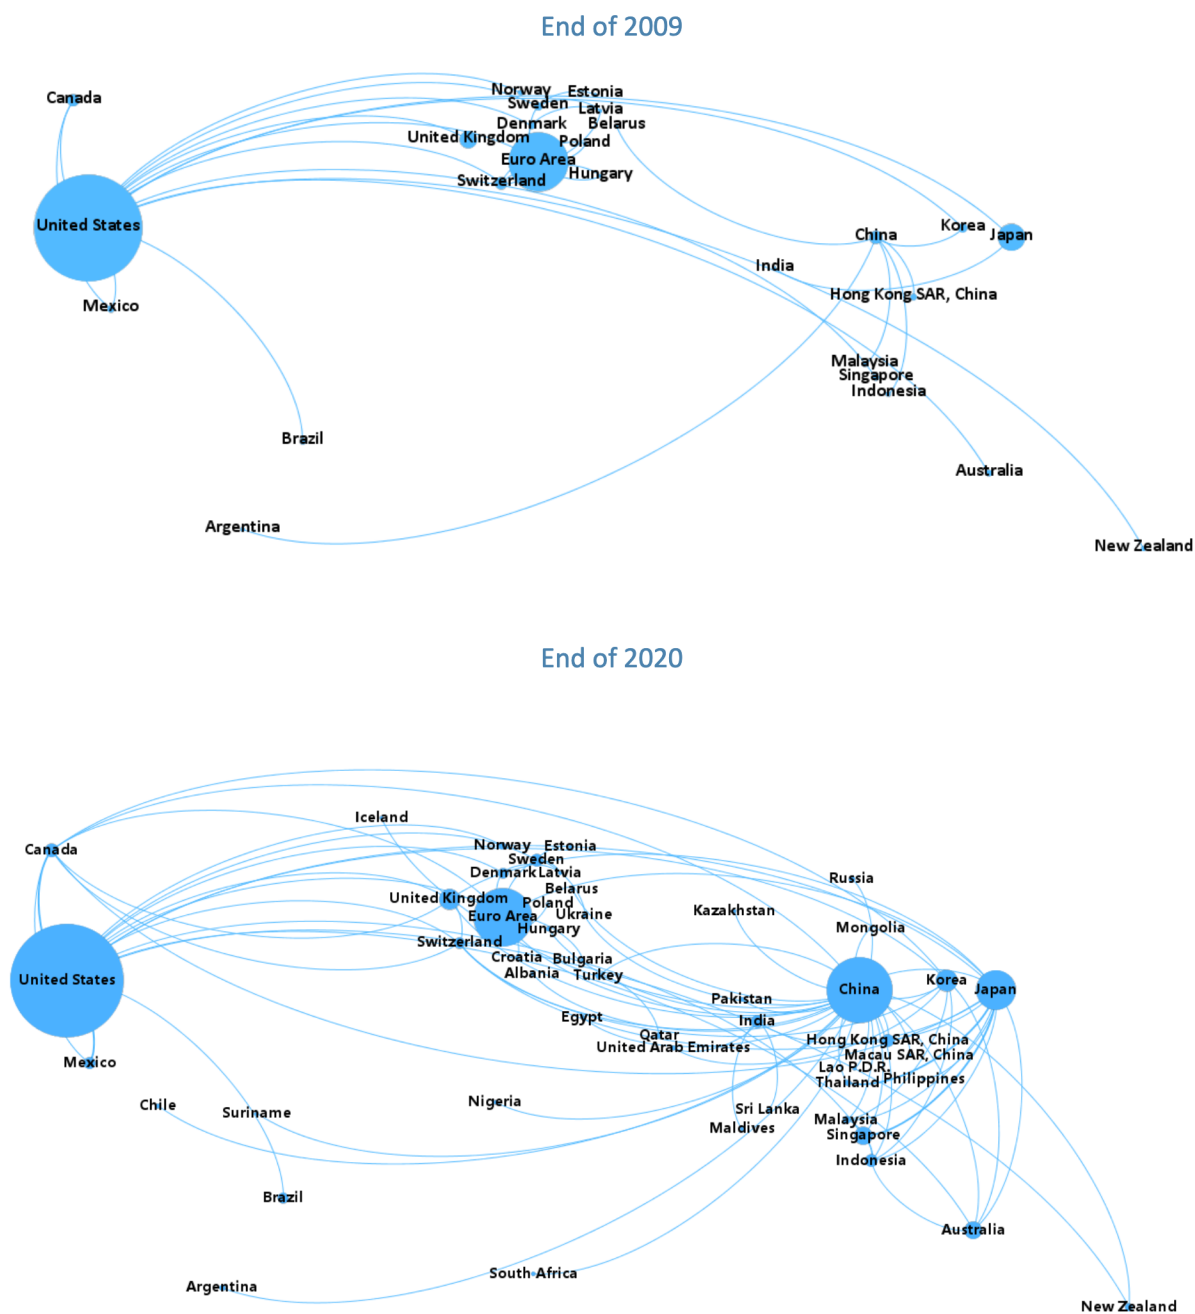 End of 2009
Canada
Norway
Estonia
Sweden
Latvia
Denmark
Belarus
United Kingdom
Poland
Euro Area
Hungary
Switzerland
United States
Korea
Japan
China
India
Hong Kong SAR, China
Mexico
Malaysia
Singapore
Indonesia
Brazil
Australia
Argentina
New Zealand
End of 2020
Iceland
Canada
Norway
Estonia
Sweden
Denmark
Latvia
Russia
Belarus
United Kingdom
Poland
Kazakhstan
Euro Area
Ukraine
Hungary
Mongolia
Switzerland
Croatia
Bulgaria
Albania
Turkey
United States
Korea
China
Japan
Pakistan
Egypt
India
Qatar
Hong Kong SAR, China
United Arab Emirates
Macau SAR, China
Mexico
Lao P.D.R.
Thailand
Philippines
Chile
Suriname
Nigeria
Sri Lanka
Maldives
Malaysia
Singapore
Indonesia
Brazil
Australia
South Africa
Argentina
New Zealand